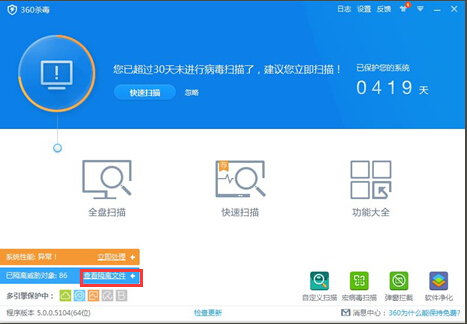 360杀毒
日志 设置 反馈
您已超过30天未进行病毒扫描了，建议您立即扫描！
快速扫描 忽略
已保护您的系统
0419 天
全盘扫描
快速扫描
功能大全
系统性能: 异常！ 立即处理
已隔离威胁对象: 86 查看隔离文件
多引擎保护中：
自定义扫描
宏病毒扫描
弹窗拦截
软件净化
程序版本: 5.0.0.5104(64位)
检查更新
消息中心：360为什么能保持免费？